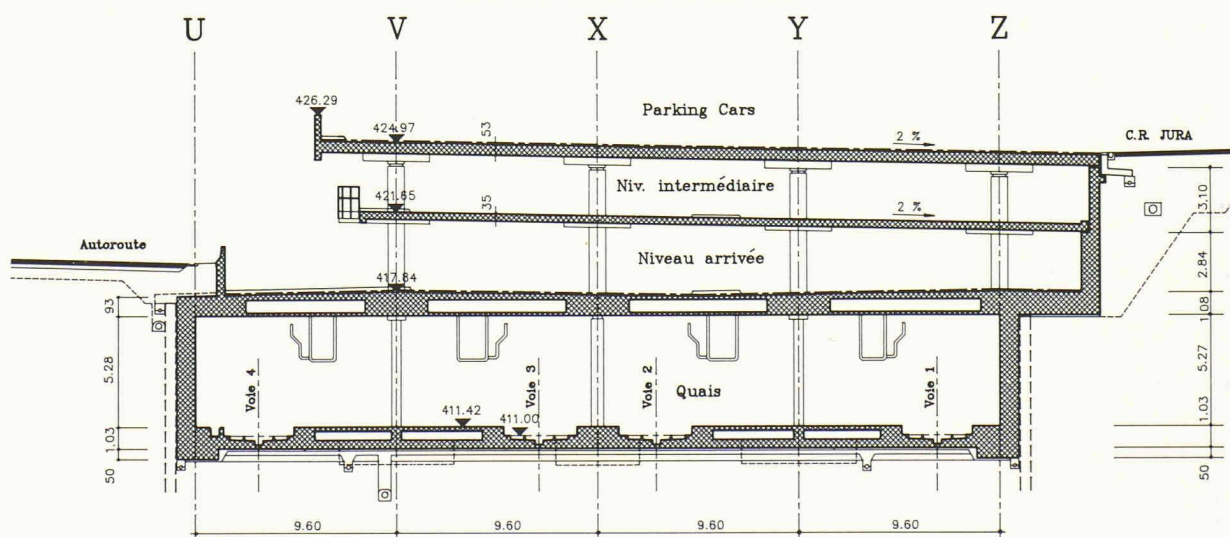 U V X Y Z
426.29
Parking Cars
424.97
53
2 %
C.R. JURA
Niv. intermédiaire
421.65
35
2 %
3.10
Autoroute
Niveau arrivée
2.84
417.84
93
1.08
5.28
Voie 4
Voie 3
Voie 2
Quais
Voie 1
5.27
411.42
411.00
1.03
1.03
50
50
9.60 9.60 9.60 9.60